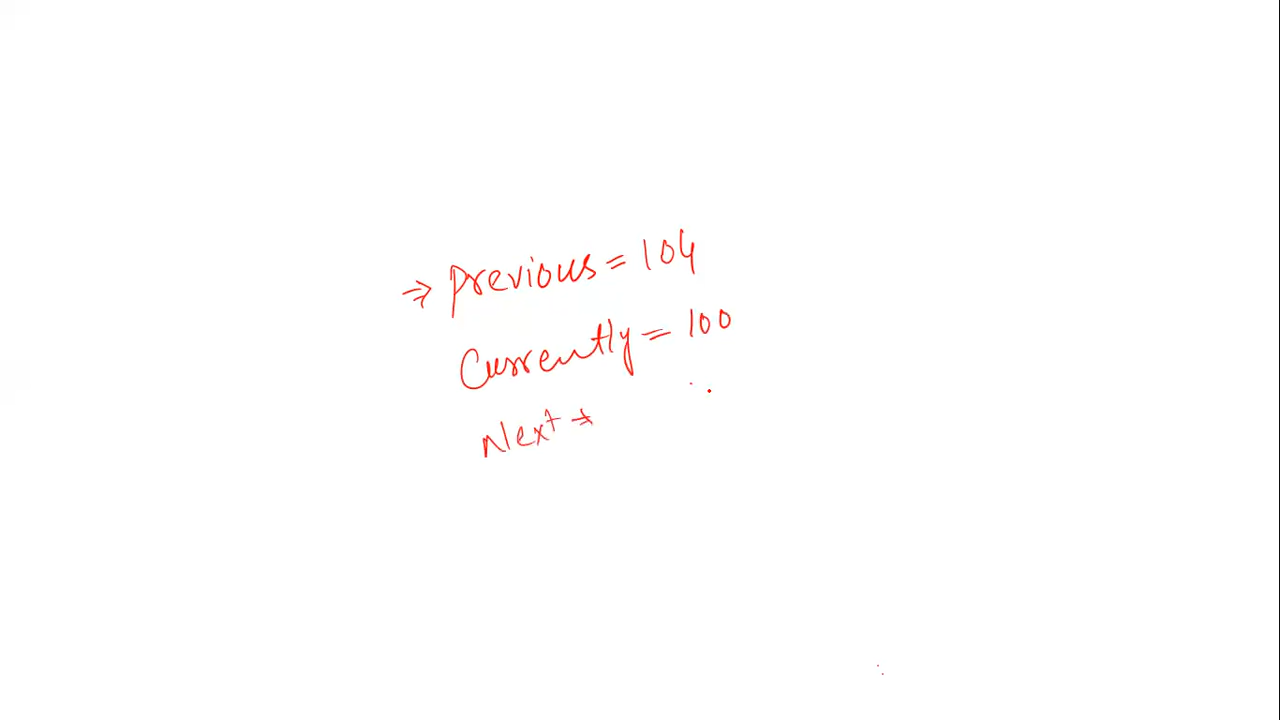 ⇒ Previous = 104
Currently = 100
Next ⇒